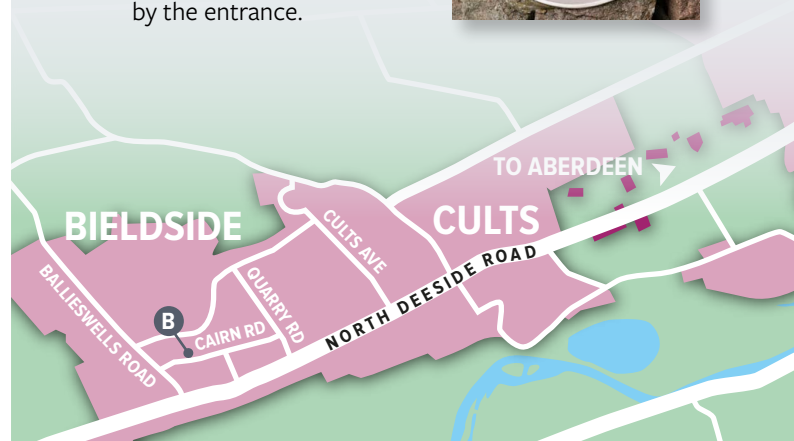 by the entrance.
TO ABERDEEN
BIELDSIDE
CULTS
CULTS AVE
NORTH DEESIDE ROAD
QUARRY RD
BALLIESWELLS ROAD
B
CAIRN RD